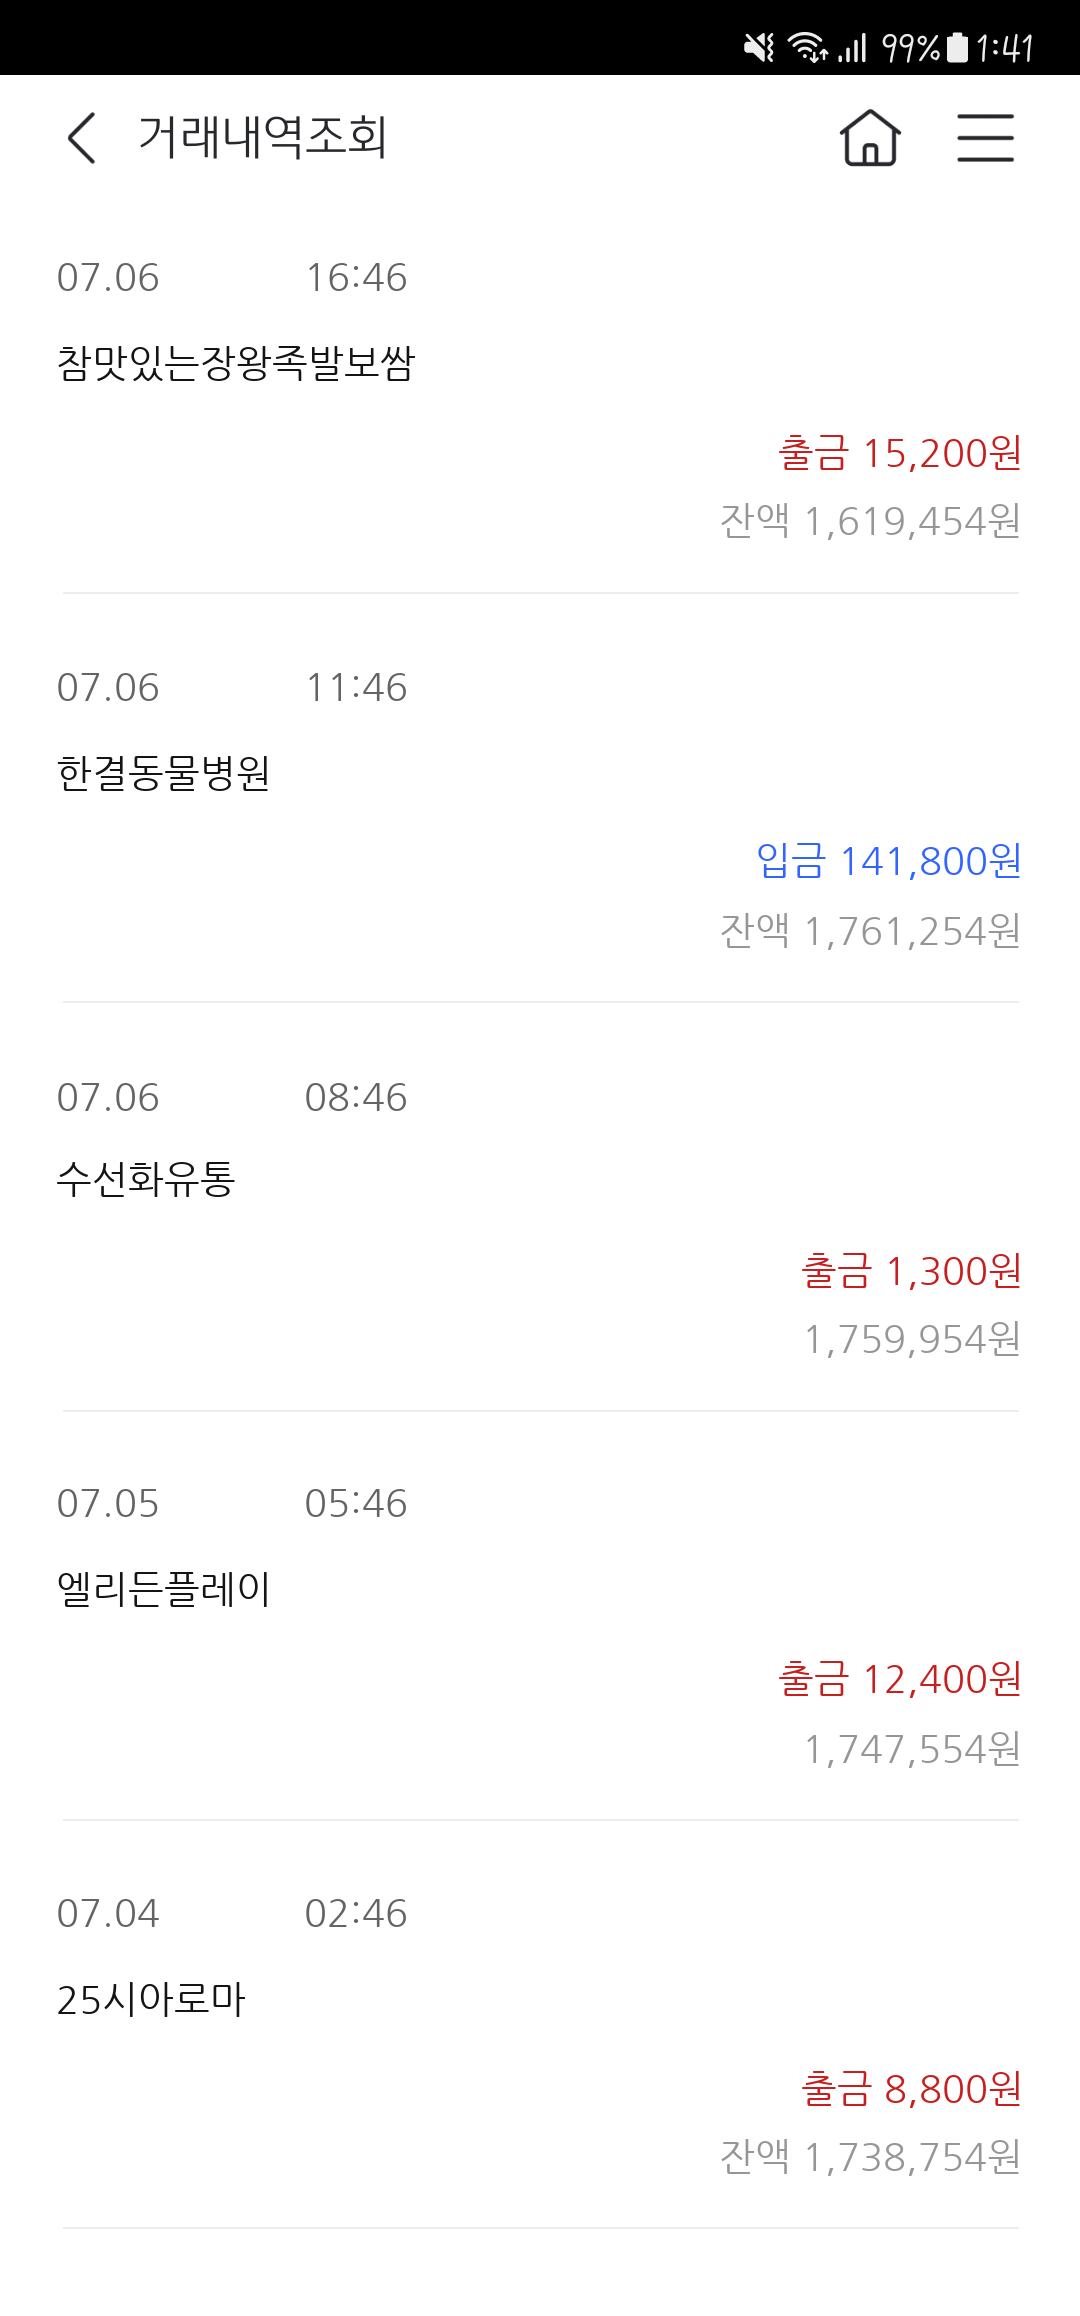 99% 1:41
거래내역조회
07.06 16:46
참맛있는장왕족발보쌈
출금 15,200원
잔액 1,619,454원
07.06 11:46
한결동물병원
입금 141,800원
잔액 1,761,254원
07.06 08:46
수선화유통
출금 1,300원
1,759,954원
07.05 05:46
엘리든플레이
출금 12,400원
1,747,554원
07.04 02:46
25시아로마
출금 8,800원
잔액 1,738,754원